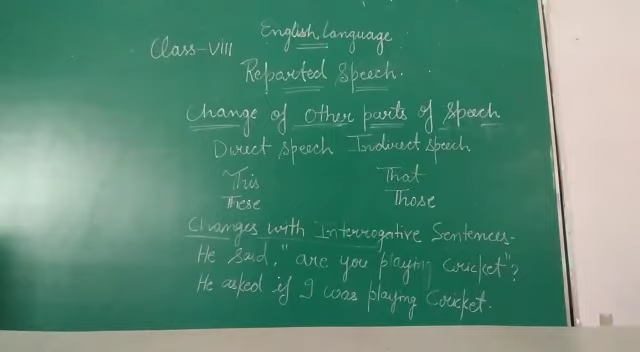 English Language
Class-VIII
Reparted Speech.
Change of Other parts of Speech
Direct Speech Indirect speech
This That
These Those
Changes with Interrogative Sentences-
He Said, "are you playing Cricket"?
He asked if I was playing Cricket.